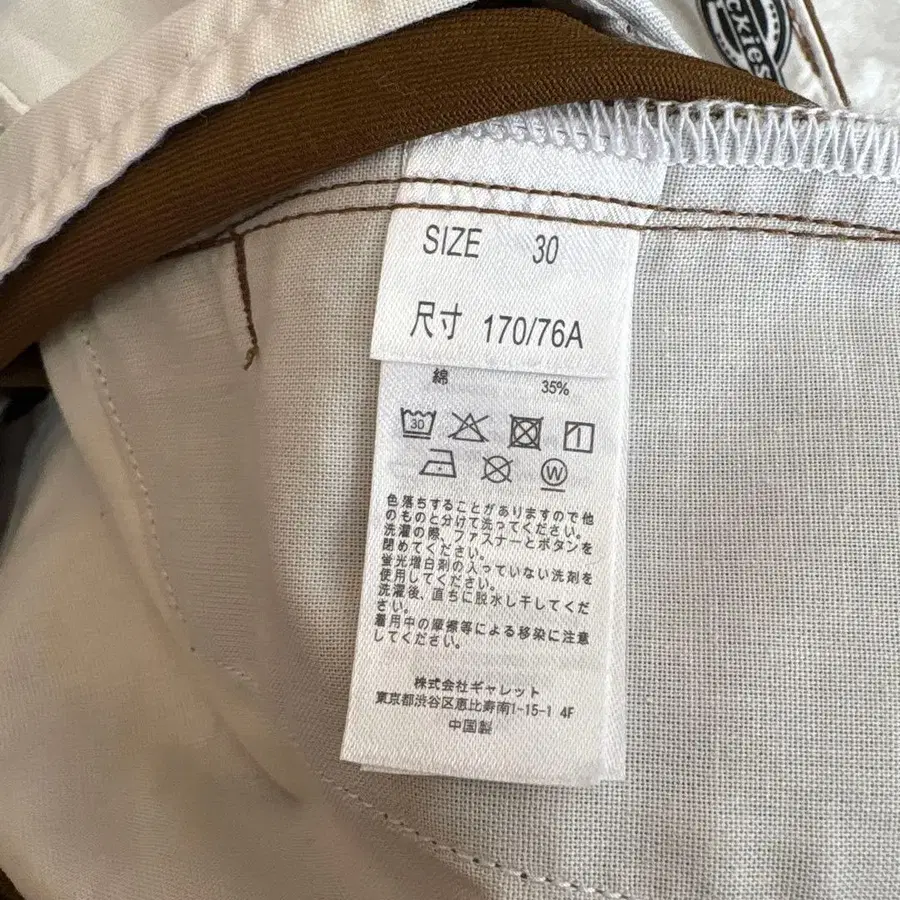 ckies
SIZE 30
尺寸 170/76A
綿 35%
30
W
色落ちすることがありますので他
のものと分けて洗ってください。
洗濯の際、ファスナーとボタンを
閉めてください。
蛍光増白剤の入っていない洗剤を
使用してください。
洗濯後、直ちに脱水し干してくだ
さい。
着用中の摩擦等による移染に注意
してください。
株式会社ギャレット
東京都渋谷区恵比寿南1-15-1 4F
中国製